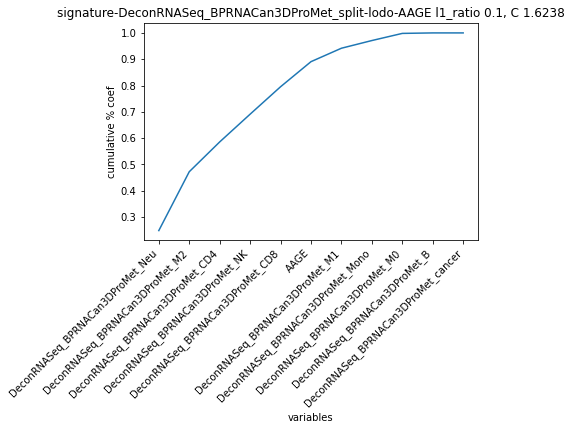 signature-DeconRNASeq_BPRNACan3DProMet_split-lodo-AAGE l1_ratio 0.1, C 1.6238
cumulative % coef
1.0
0.9
0.8
0.7
0.6
0.5
0.4
0.3
DeconRNASeq_BPRNACan3DProMet_Neu
DeconRNASeq_BPRNACan3DProMet_M2
DeconRNASeq_BPRNACan3DProMet_CD4
DeconRNASeq_BPRNACan3DProMet_NK
DeconRNASeq_BPRNACan3DProMet_CD8
AAGE
DeconRNASeq_BPRNACan3DProMet_M1
DeconRNASeq_BPRNACan3DProMet_Mono
DeconRNASeq_BPRNACan3DProMet_M0
DeconRNASeq_BPRNACan3DProMet_B
DeconRNASeq_BPRNACan3DProMet_cancer
variables